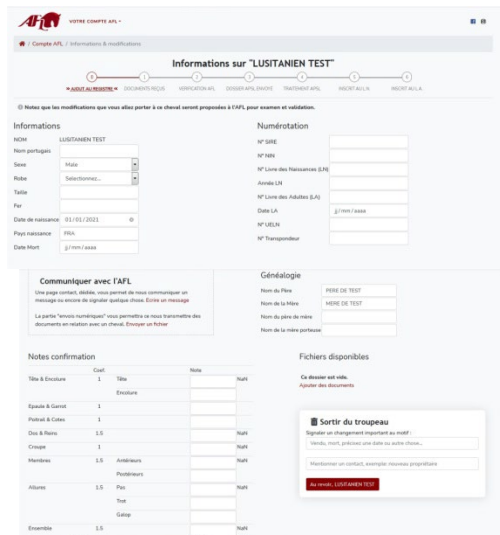 AFL
VOTRE COMPTE AFL
/ Compte AFL / Informations & modifications
Informations sur "LUSITANIEN TEST"
0 1 2 3 4 5 6
» AJOUT AU REGISTRE « DOCUMENTS REÇUS VERIFICATION AFL DOSSIER APSL ENVOYÉ TRAITEMENT APSL INSCRIT AU L.N. INSCRIT AU L.A.
Notez que les modifications que vous allez porter à ce cheval seront proposées à l'AFL pour examen et validation.
Informations
NOM LUSITANIEN TEST
Nom portugais
Sexe Male
Robe Selectionnez...
Taille
Fer
Date de naissance 01/01/2021
Pays naissance FRA
Date Mort jj/mm/aaaa
Numérotation
N° SIRE
N° NIN
N° Livre des Naissances (LN)
Année LN
N° Livre des Adultes (LA)
Date LA jj/mm/aaaa
N° UELN
N° Transpondeur
Communiquer avec l'AFL
Une page contact, dédiée, vous permet de nous communiquer un
message ou encore de signaler quelque chose. Ecrire un message
La partie "envois numériques" vous permettra ce nous transmettre des
documents en relation avec un cheval. Envoyer un fichier
Généalogie
Nom du Père PERE DE TEST
Nom de la Mère MERE DE TEST
Nom du père de mère
Nom de la mère porteuse
Notes confirmation
Coef. Note
Tête & Encolure 1 Tête NaN
Encolure
Epaule & Garrot 1
Poitrail & Cotes 1
Dos & Reins 1.5 NaN
Croupe 1 NaN
Membres 1.5 Antérieurs NaN
Postérieurs
Allures 1.5 Pas NaN
Trot
Galop
Ensemble 1.5 NaN
Fichiers disponibles
Ce dossier est vide.
Ajouter des documents
Sortir du troupeau
Signaler un changement important au motif :
Vendu, mort, précisez une date ou autre chose...
Mentionner un contact, exemple: nouveau propriétaire
Au revoir, LUSITANIEN TEST